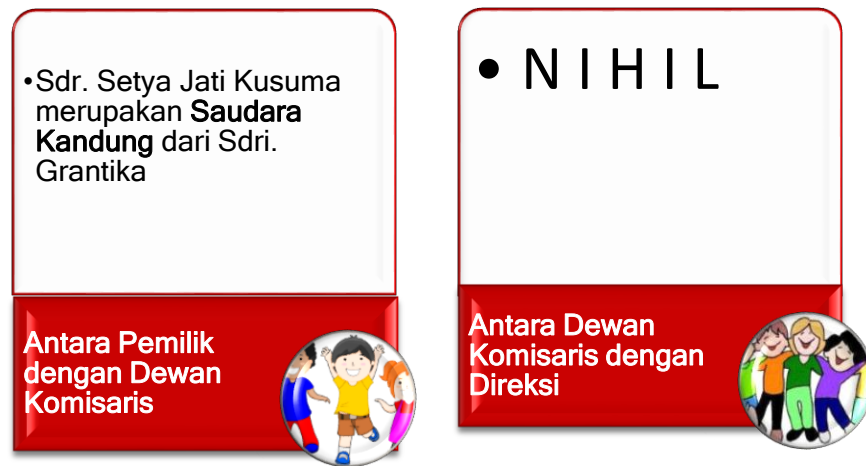 •Sdr. Setya Jati Kusuma
merupakan Saudara
Kandung dari Sdri.
Grantika
Antara Pemilik
dengan Dewan
Komisaris
• N I H I L
Antara Dewan
Komisaris dengan
Direksi